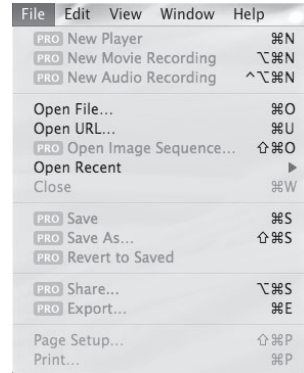 File Edit View Window Help
PRO New Player ⌘N
PRO New Movie Recording ⌥⌘N
PRO New Audio Recording ^⌥⌘N
Open File... ⌘O
Open URL... ⌘U
PRO Open Image Sequence... ⇧⌘O
Open Recent ▶
Close ⌘W
PRO Save ⌘S
PRO Save As... ⇧⌘S
PRO Revert to Saved
PRO Share... ⌥⌘S
PRO Export... ⌘E
Page Setup... ⇧⌘P
Print... ⌘P